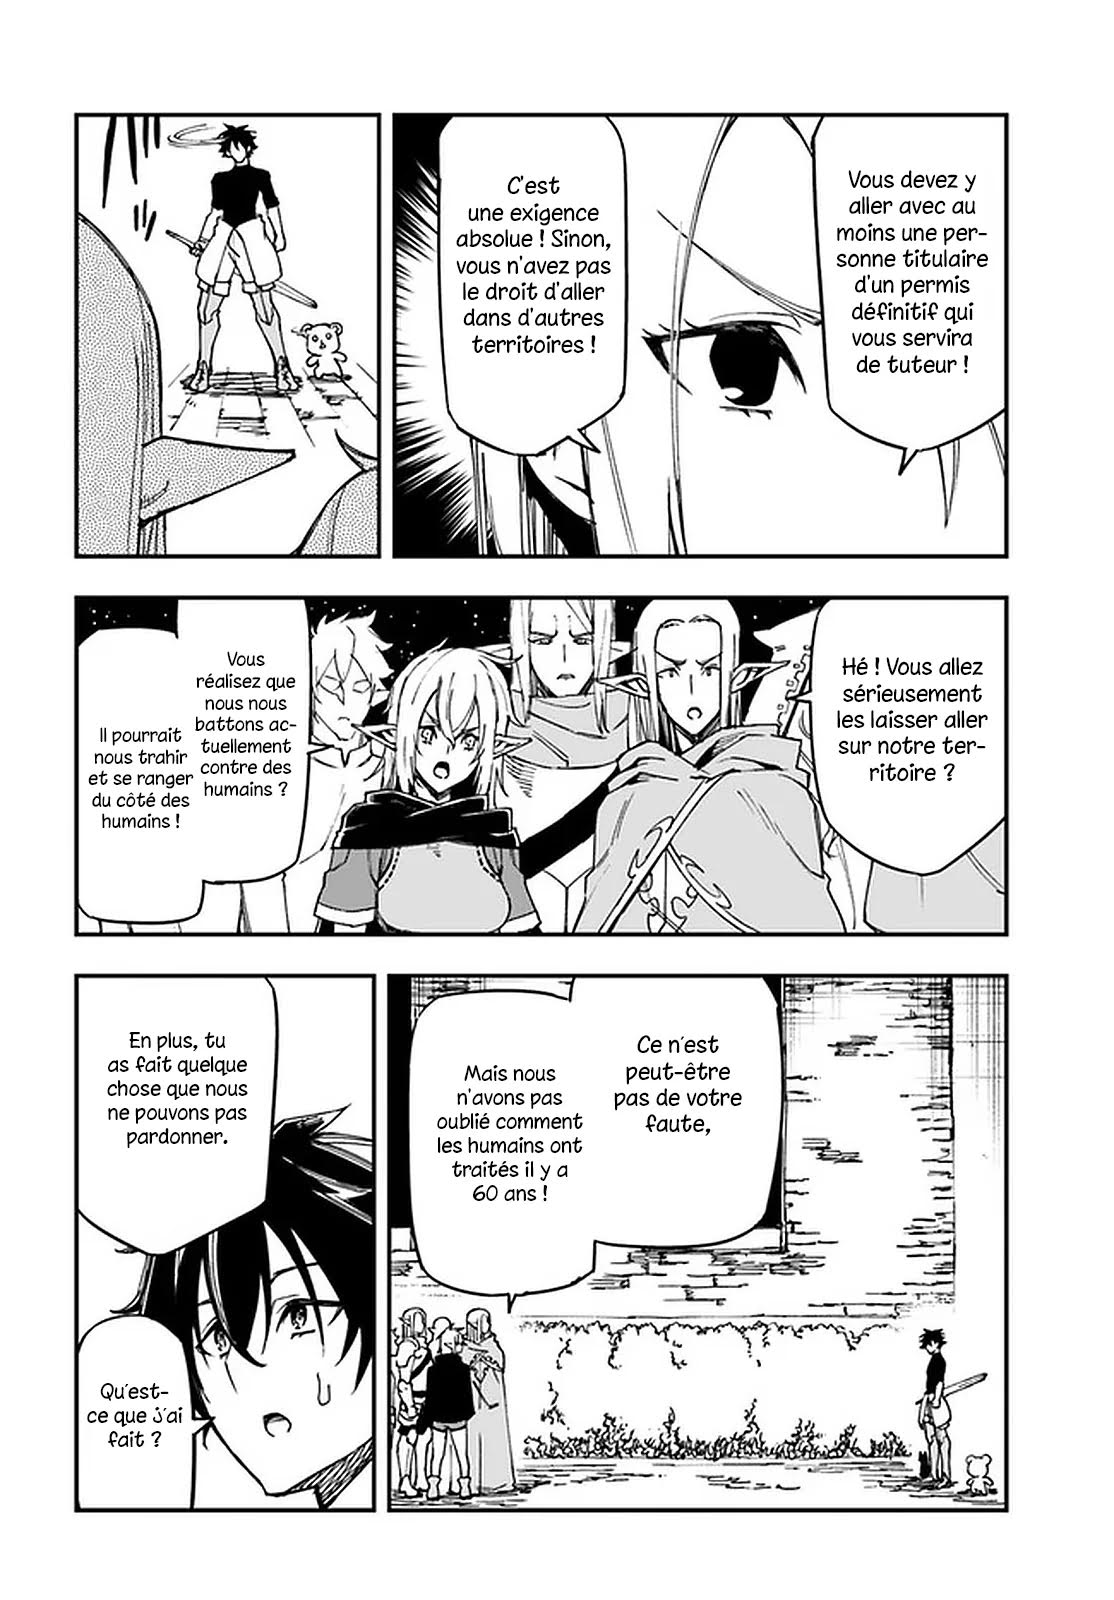 Vous devez y
aller avec au
moins une per-
sonne titulaire
d'un permis
définitif qui
vous servira
de tuteur !
C'est
une exigence
absolue ! Sinon,
vous n'avez pas
le droit d'aller
dans d'autres
territoires !
Hé ! Vous allez
sérieusement
les laisser aller
sur notre ter-
ritoire ?
Vous
réalisez que
nous nous
battons ac-
tuellement
contre des
humains ?
Il pourrait
nous trahir
et se ranger
du côté des
humains !
Ce n'est
peut-être
pas de votre
faute,
Mais nous
n'avons pas
oublié comment
les humains ont
traités il y a
60 ans !
En plus, tu
as fait quelque
chose que nous
ne pouvons pas
pardonner.
Qu'est-
ce que j'ai
fait ?